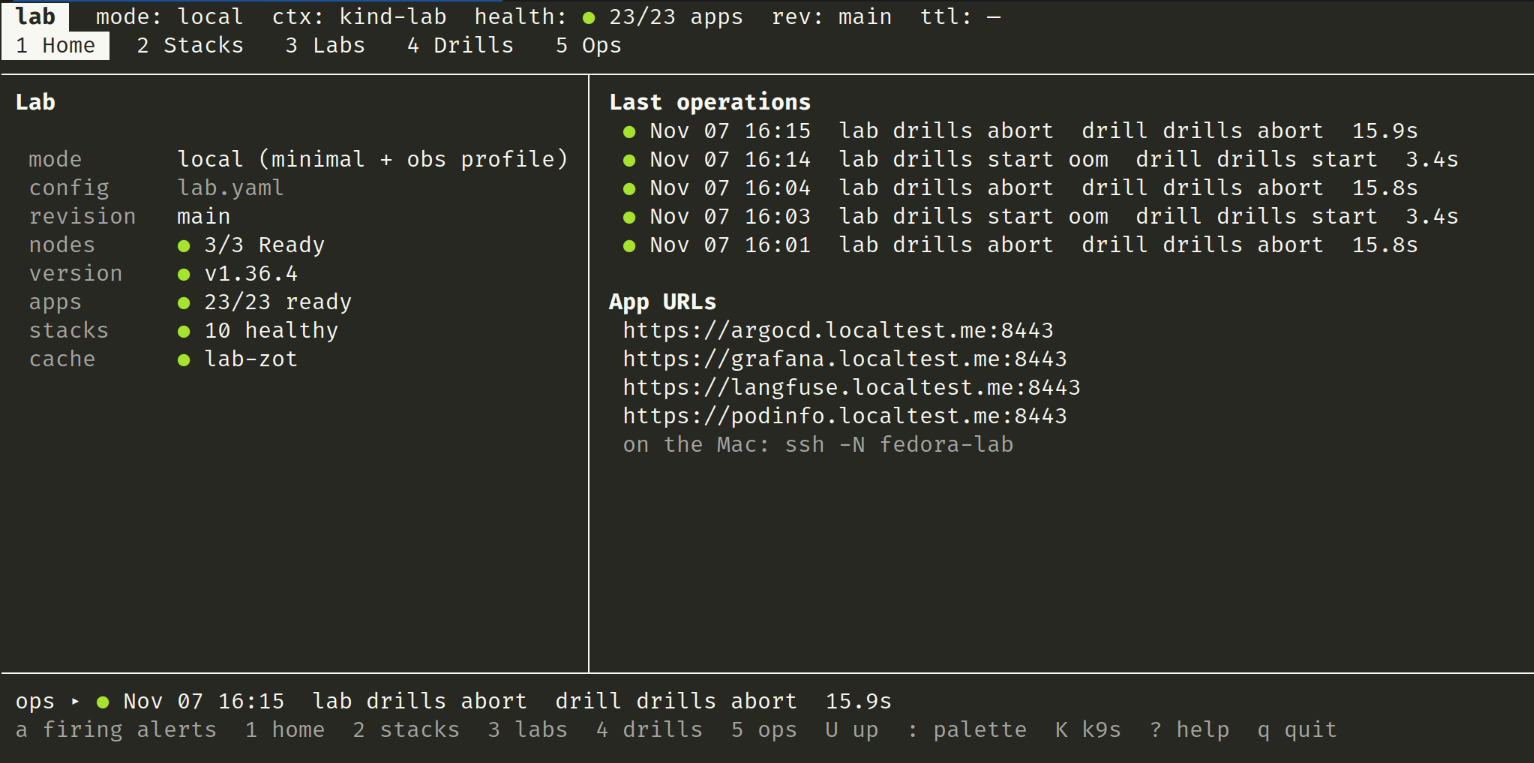 lab mode: local ctx: kind-lab health: ● 23/23 apps rev: main ttl: —
1 Home 2 Stacks 3 Labs 4 Drills 5 Ops
Lab
mode local (minimal + obs profile)
config lab.yaml
revision main
nodes ● 3/3 Ready
version ● v1.36.4
apps ● 23/23 ready
stacks ● 10 healthy
cache ● lab-zot
Last operations
● Nov 07 16:15 lab drills abort drill drills abort 15.9s
● Nov 07 16:14 lab drills start oom drill drills start 3.4s
● Nov 07 16:04 lab drills abort drill drills abort 15.8s
● Nov 07 16:03 lab drills start oom drill drills start 3.4s
● Nov 07 16:01 lab drills abort drill drills abort 15.8s
App URLs
https://argocd.localtest.me:8443
https://grafana.localtest.me:8443
https://langfuse.localtest.me:8443
https://podinfo.localtest.me:8443
on the Mac: ssh -N fedora-lab
ops ▸ ● Nov 07 16:15 lab drills abort drill drills abort 15.9s
a firing alerts 1 home 2 stacks 3 labs 4 drills 5 ops U up : palette K k9s ? help q quit